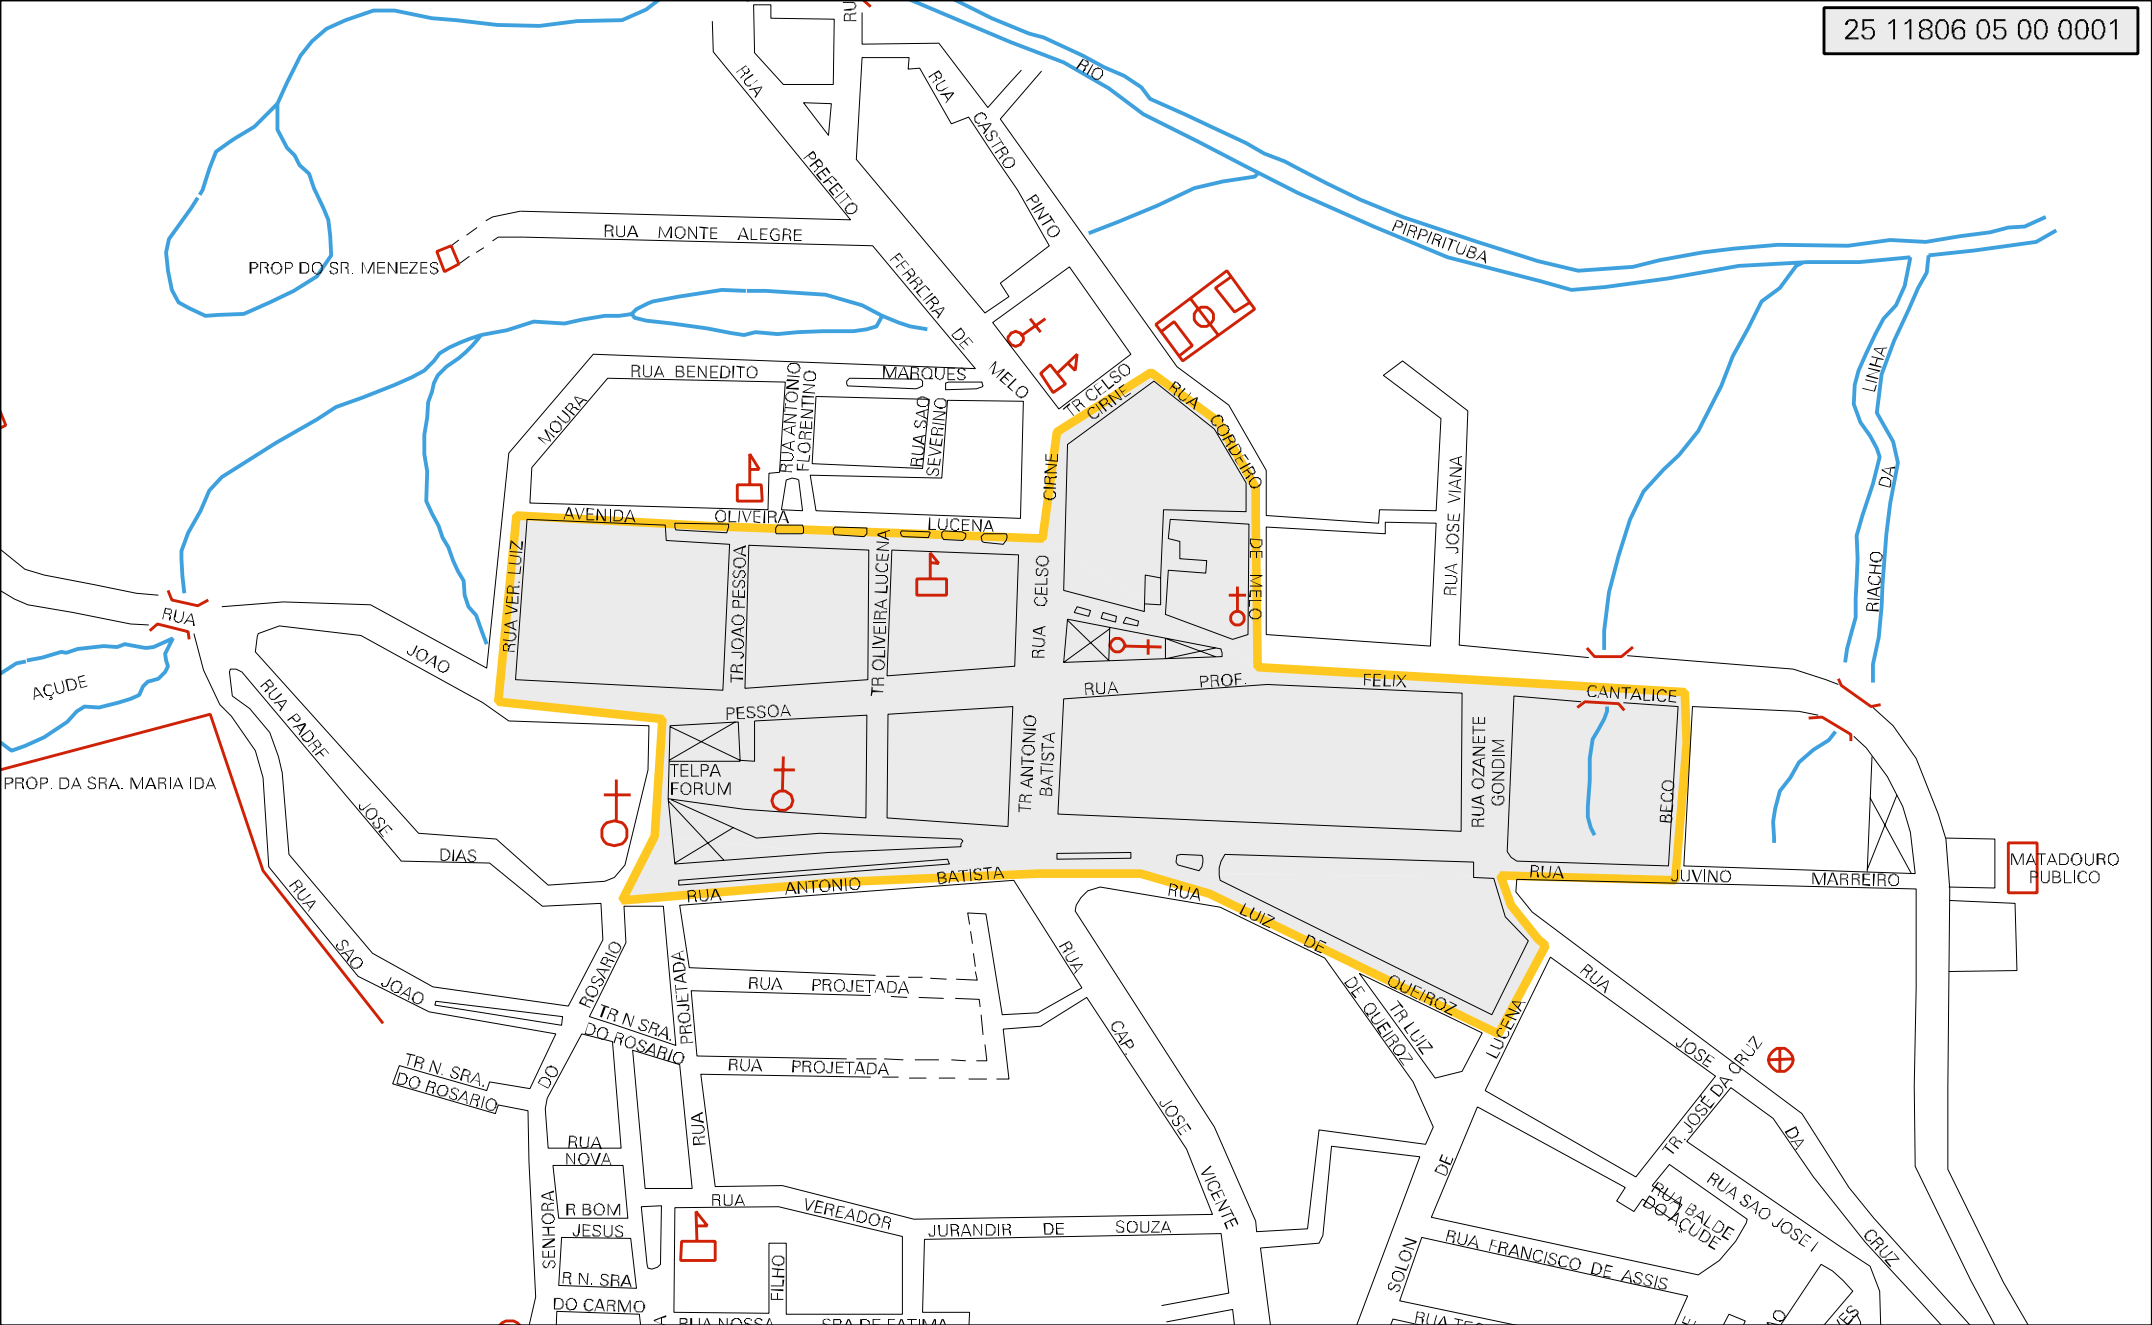 25 11806 05 00 0001
RU
RIO
RUA
RUA
CASTRO
PREFEITO
PINTO
RUA MONTE ALEGRE
PIRPIRITUBA
PROP DO SR. MENEZES
FERREIRA
DE
MELO
LINHA
DA
RIACHO
RUA BENEDITO
MARQUES
MOURA
RUA ANTONIO
FLORENTINO
RUA SAO
SEVERINO
TR CELSO
CIRNE
RUA
CORDEIRO
DE MELO
CIRNE
CELSO
RUA
RUA JOSE VIANA
AVENIDA
OLIVEIRA
LUCENA
RUA VER. LUIZ
TR JOAO PESSOA
TR OLIVEIRA LUCENA
RUA
JOAO
PESSOA
AÇUDE
RUA PADRE
JOSE
DIAS
RUA
PROF.
FELIX
CANTALICE
TELPA
FORUM
TR ANTONIO
BATISTA
RUA OZANETE
GONDIM
BECO
PROP. DA SRA. MARIA IDA
MATADOURO
PUBLICO
RUA
JUVINO
MARREIRO
RUA
ANTONIO
BATISTA
RUA
LUIZ
DE
QUEIROZ
RUA
SAO
JOAO
ROSARIO
DO
SENHORA
PROJETADA
RUA
RUA PROJETADA
RUA PROJETADA
RUA
CAP.
JOSE
VICENTE
TR LUIZ
DE QUEIROZ
LUCENA
DE
SOLON
RUA
JOSE
DA
CRUZ
TR. JOSÉ DA CRUZ
TR N SRA.
DO ROSARIO
TR N. SRA.
DO ROSARIO
RUA
NOVA
R BOM
JESUS
R N. SRA
DO CARMO
RUA
VEREADOR
JURANDIR DE SOUZA
FILHO
RUA NOSSA
SRA DE FATIMA
A
RUA SAO JOSE I
RUA BALDE
DO AÇUDE
RUA FRANCISCO DE ASSIS